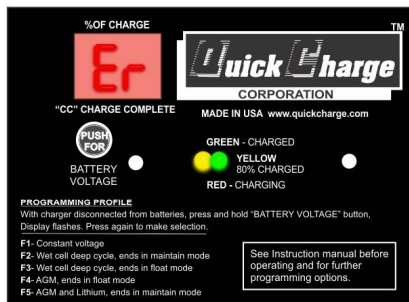 %OF CHARGE
Er
"CC" CHARGE COMPLETE
Quick Charge
TM
CORPORATION
MADE IN USA www.quickcharge.com
PUSH
FOR
BATTERY
VOLTAGE
GREEN - CHARGED
YELLOW
80% CHARGED
RED - CHARGING
PROGRAMMING PROFILE
With charger disconnected from batteries, press and hold "BATTERY VOLTAGE" button,
Display flashes. Press again to make selection.
F1- Constant voltage
F2- Wet cell deep cycle, ends in maintain mode
F3- Wet cell deep cycle, ends in float mode
F4- AGM, ends in float mode
F5- AGM and Lithium, ends in maintain mode
See Instruction manual before
operating and for further
programming options.